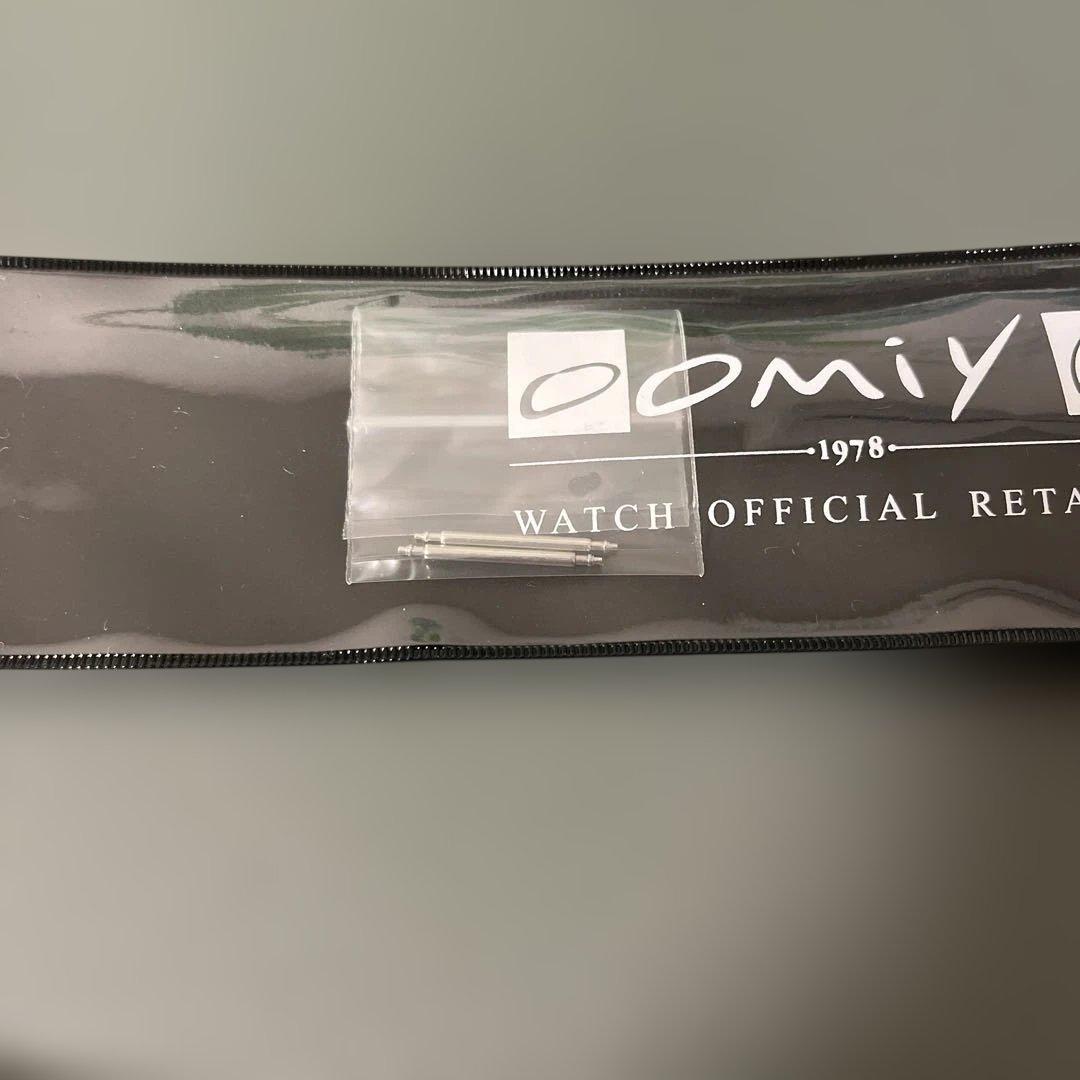 oomiy
1978
WATCH OFFICIAL RETA